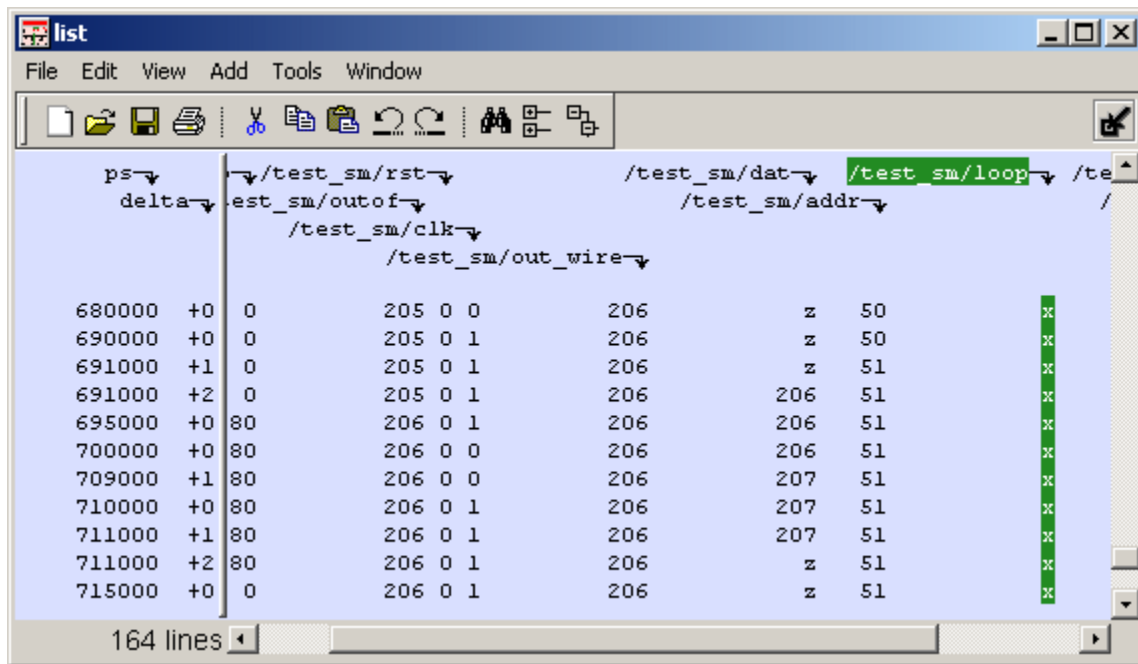 list
File Edit View Add Tools Window
ps /test_sm/rst /test_sm/dat /test_sm/loop /te
delta est_sm/outof /test_sm/addr /
/test_sm/clk
/test_sm/out_wire
680000 +0 0 205 0 0 206 z 50 x
690000 +0 0 205 0 1 206 z 50 x
691000 +1 0 205 0 1 206 z 51 x
691000 +2 0 205 0 1 206 206 51 x
695000 +0 80 206 0 1 206 206 51 x
700000 +0 80 206 0 0 206 206 51 x
709000 +1 80 206 0 0 206 207 51 x
710000 +0 80 206 0 1 206 207 51 x
711000 +1 80 206 0 1 206 207 51 x
711000 +2 80 206 0 1 206 z 51 x
715000 +0 0 206 0 1 206 z 51 x
164 lines